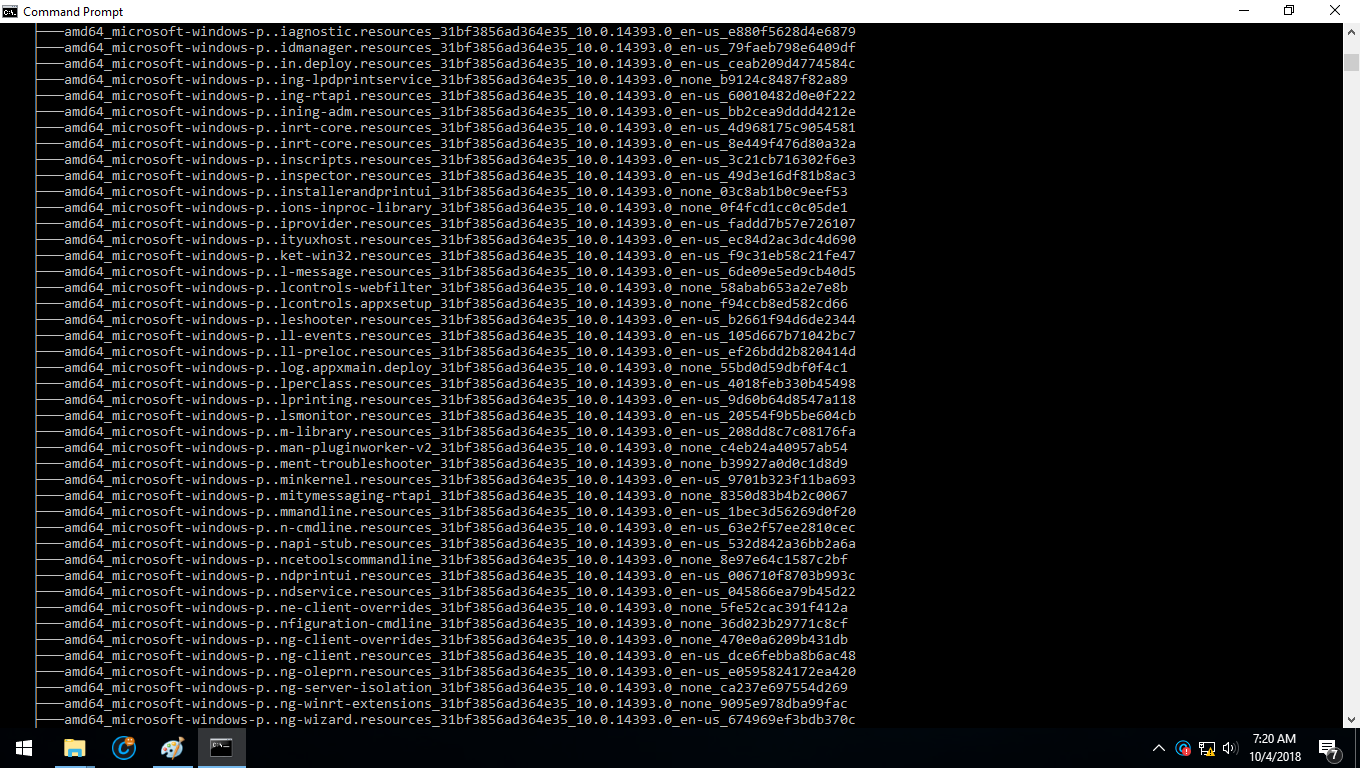 Command Prompt
├───amd64_microsoft-windows-p..iagnostic.resources_31bf3856ad364e35_10.0.14393.0_en-us_e880f5628d4e6879
├───amd64_microsoft-windows-p..idmanager.resources_31bf3856ad364e35_10.0.14393.0_en-us_79faeb798e6409df
├───amd64_microsoft-windows-p..in.deploy.resources_31bf3856ad364e35_10.0.14393.0_en-us_ceab209d4774584c
├───amd64_microsoft-windows-p..ing-lpdprintservice_31bf3856ad364e35_10.0.14393.0_none_b9124c8487f82a89
├───amd64_microsoft-windows-p..ing-rtapi.resources_31bf3856ad364e35_10.0.14393.0_en-us_60010482d0e0f222
├───amd64_microsoft-windows-p..ining-adm.resources_31bf3856ad364e35_10.0.14393.0_en-us_bb2cea9dddd4212e
├───amd64_microsoft-windows-p..inrt-core.resources_31bf3856ad364e35_10.0.14393.0_en-us_4d968175c9054581
├───amd64_microsoft-windows-p..inrt-core.resources_31bf3856ad364e35_10.0.14393.0_en-us_8e449f476d80a32a
├───amd64_microsoft-windows-p..inscripts.resources_31bf3856ad364e35_10.0.14393.0_en-us_3c21cb716302f6e3
├───amd64_microsoft-windows-p..inspector.resources_31bf3856ad364e35_10.0.14393.0_en-us_49d3e16df81b8ac3
├───amd64_microsoft-windows-p..installerandprintui_31bf3856ad364e35_10.0.14393.0_none_03c8ab1b0c9eef53
├───amd64_microsoft-windows-p..ions-inproc-library_31bf3856ad364e35_10.0.14393.0_none_0f4fcd1cc0c05de1
├───amd64_microsoft-windows-p..iprovider.resources_31bf3856ad364e35_10.0.14393.0_en-us_faddd7b57e726107
├───amd64_microsoft-windows-p..ityuxhost.resources_31bf3856ad364e35_10.0.14393.0_en-us_ec84d2ac3dc4d690
├───amd64_microsoft-windows-p..ket-win32.resources_31bf3856ad364e35_10.0.14393.0_en-us_f9c31eb58c21fe47
├───amd64_microsoft-windows-p..l-message.resources_31bf3856ad364e35_10.0.14393.0_en-us_6de09e5ed9cb40d5
├───amd64_microsoft-windows-p..lcontrols-webfilter_31bf3856ad364e35_10.0.14393.0_none_58abab653a2e7e8b
├───amd64_microsoft-windows-p..lcontrols.appxsetup_31bf3856ad364e35_10.0.14393.0_none_f94ccb8ed582cd66
├───amd64_microsoft-windows-p..leshooter.resources_31bf3856ad364e35_10.0.14393.0_en-us_b2661f94d6de2344
├───amd64_microsoft-windows-p..ll-events.resources_31bf3856ad364e35_10.0.14393.0_en-us_105d667b71042bc7
├───amd64_microsoft-windows-p..ll-preloc.resources_31bf3856ad364e35_10.0.14393.0_en-us_ef26bdd2b820414d
├───amd64_microsoft-windows-p..log.appxmain.deploy_31bf3856ad364e35_10.0.14393.0_none_55bd0d59dbf0f4c1
├───amd64_microsoft-windows-p..lperclass.resources_31bf3856ad364e35_10.0.14393.0_en-us_4018feb330b45498
├───amd64_microsoft-windows-p..lprinting.resources_31bf3856ad364e35_10.0.14393.0_en-us_9d60b64d8547a118
├───amd64_microsoft-windows-p..lsmonitor.resources_31bf3856ad364e35_10.0.14393.0_en-us_20554f9b5be604cb
├───amd64_microsoft-windows-p..m-library.resources_31bf3856ad364e35_10.0.14393.0_en-us_208dd8c7c08176fa
├───amd64_microsoft-windows-p..man-pluginworker-v2_31bf3856ad364e35_10.0.14393.0_none_c4eb24a40957ab54
├───amd64_microsoft-windows-p..ment-troubleshooter_31bf3856ad364e35_10.0.14393.0_none_b39927a0d0c1d8d9
├───amd64_microsoft-windows-p..minkernel.resources_31bf3856ad364e35_10.0.14393.0_en-us_9701b323f11ba693
├───amd64_microsoft-windows-p..mitymessaging-rtapi_31bf3856ad364e35_10.0.14393.0_none_8350d83b4b2c0067
├───amd64_microsoft-windows-p..mmandline.resources_31bf3856ad364e35_10.0.14393.0_en-us_1bec3d56269d0f20
├───amd64_microsoft-windows-p..n-cmdline.resources_31bf3856ad364e35_10.0.14393.0_en-us_63e2f57ee2810cec
├───amd64_microsoft-windows-p..napi-stub.resources_31bf3856ad364e35_10.0.14393.0_en-us_532d842a36bb2a6a
├───amd64_microsoft-windows-p..ncetoolscommandline_31bf3856ad364e35_10.0.14393.0_none_8e97e64c1587c2bf
├───amd64_microsoft-windows-p..ndprintui.resources_31bf3856ad364e35_10.0.14393.0_en-us_006710f8703b993c
├───amd64_microsoft-windows-p..ndservice.resources_31bf3856ad364e35_10.0.14393.0_en-us_045866ea79b45d22
├───amd64_microsoft-windows-p..ne-client-overrides_31bf3856ad364e35_10.0.14393.0_none_5fe52cac391f412a
├───amd64_microsoft-windows-p..nfiguration-cmdline_31bf3856ad364e35_10.0.14393.0_none_36d023b29771c8cf
├───amd64_microsoft-windows-p..ng-client-overrides_31bf3856ad364e35_10.0.14393.0_none_470e0a6209b431db
├───amd64_microsoft-windows-p..ng-client.resources_31bf3856ad364e35_10.0.14393.0_en-us_dce6febba8b6ac48
├───amd64_microsoft-windows-p..ng-oleprn.resources_31bf3856ad364e35_10.0.14393.0_en-us_e0595824172ea420
├───amd64_microsoft-windows-p..ng-server-isolation_31bf3856ad364e35_10.0.14393.0_none_ca237e697554d269
├───amd64_microsoft-windows-p..ng-winrt-extensions_31bf3856ad364e35_10.0.14393.0_none_9095e978dba99fac
├───amd64_microsoft-windows-p..ng-wizard.resources_31bf3856ad364e35_10.0.14393.0_en-us_674969ef3bdb370c
7:20 AM
10/4/2018
7